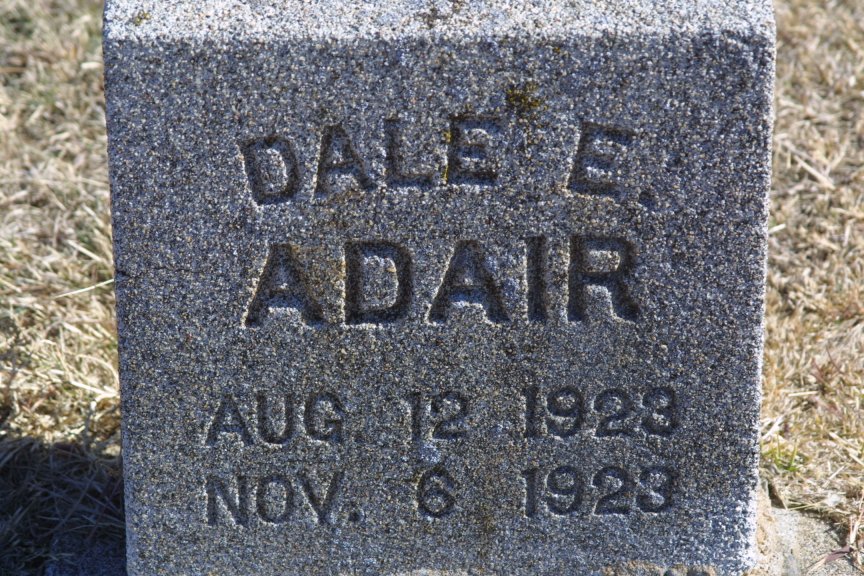 DALE E.
ADAIR
AUG. 12 1923
NOV. 6 1923